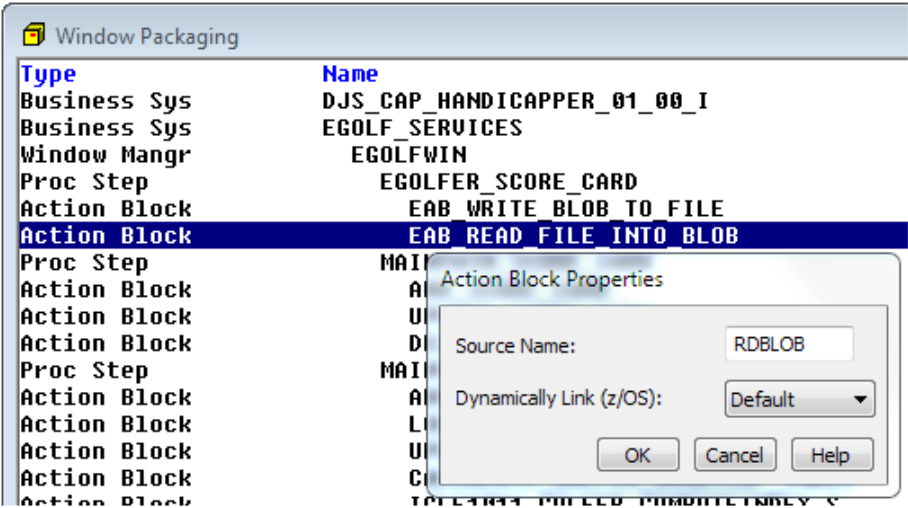 Window Packaging
Type Name
Business Sys DJS_CAP_HANDICAPPER_01_00_I
Business Sys EGOLF_SERVICES
Window Mangr EGOLFWIN
Proc Step EGOLFER_SCORE_CARD
Action Block EAB_WRITE_BLOB_TO_FILE
Action Block EAB_READ_FILE_INTO_BLOB
Proc Step
Action Block Properties
Action Block
Action Block
Source Name: RDBLOB
Action Block
Proc Step
Action Block
Dynamically Link (z/OS): Default
Action Block
Action Block
OK Cancel Help
Action Block
Action Block